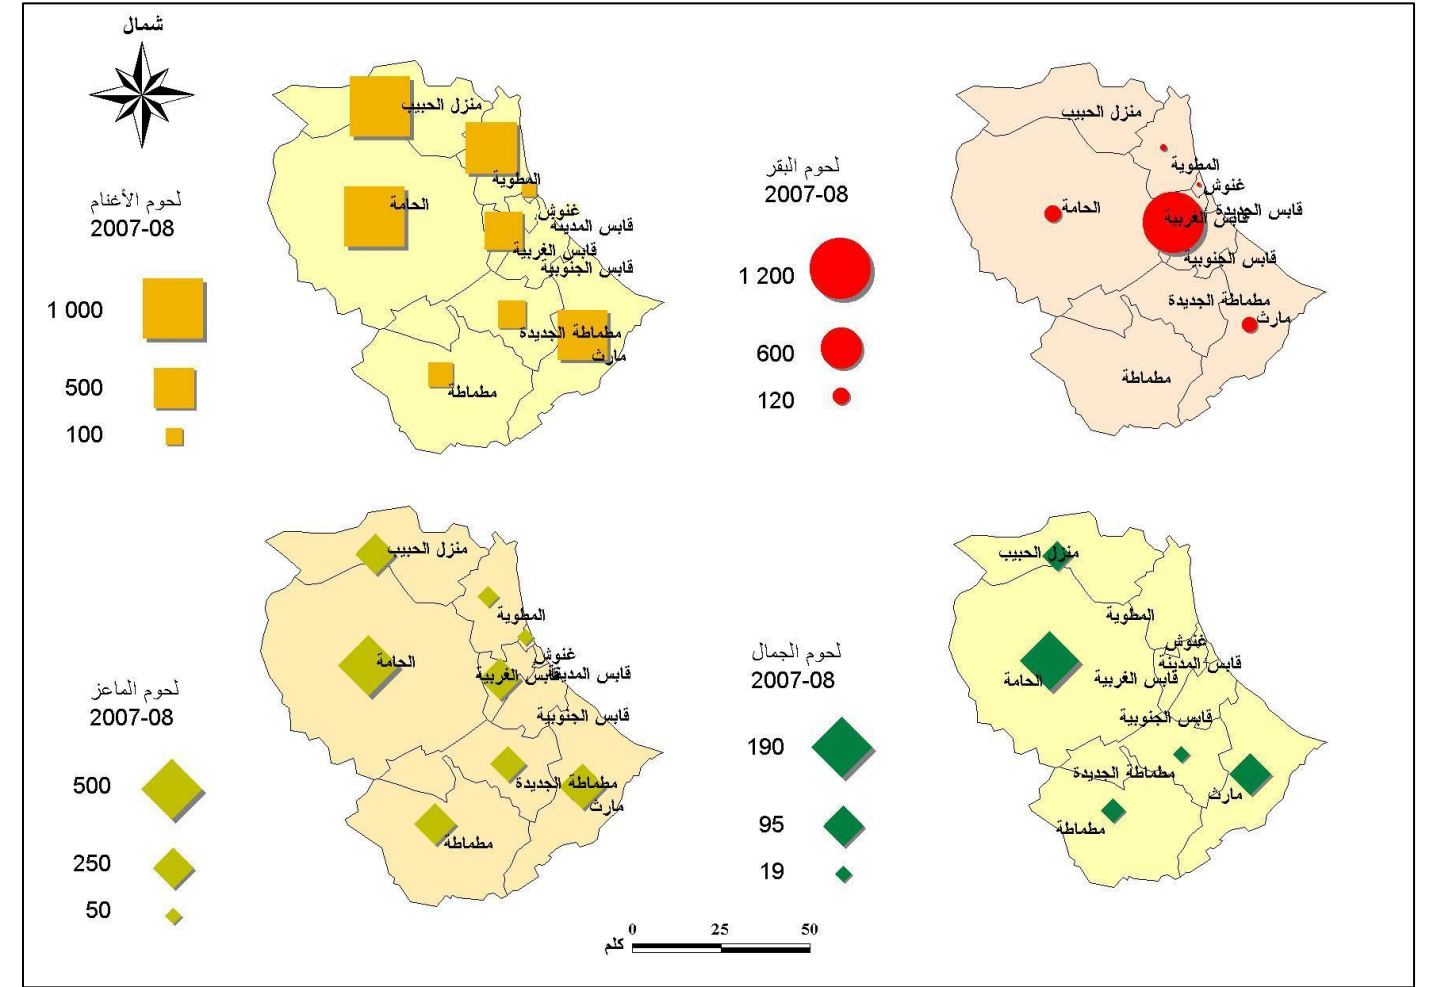 شمال
لحوم الأغنام
2007-08
1 000
500
100
منزل الحبيب
المطوية
الحامة
غنوش
قابس المدينة
قابس الغربية
قابس الجنوبية
مطماطة الجديدة
مارث
مطماطة
لحوم البقر
2007-08
1 200
600
120
منزل الحبيب
المطوية
غنوش
الحامة
قابس الجديدة
قابس الغربية
قابس الجنوبية
مطماطة الجديدة
مارث
مطماطة
لحوم الماعز
2007-08
500
250
50
منزل الحبيب
المطوية
غنوش
الحامة
قابس المدينة
قابس الغربية
قابس الجنوبية
مطماطة الجديدة
مارث
مطماطة
لحوم الجمال
2007-08
190
95
19
منزل الحبيب
المطوية
غنوش
قابس المدينة
قابس الغربية
الحامة
قابس الجنوبية
مطماطة الجديدة
مارث
مطماطة
0 25 50
كلم